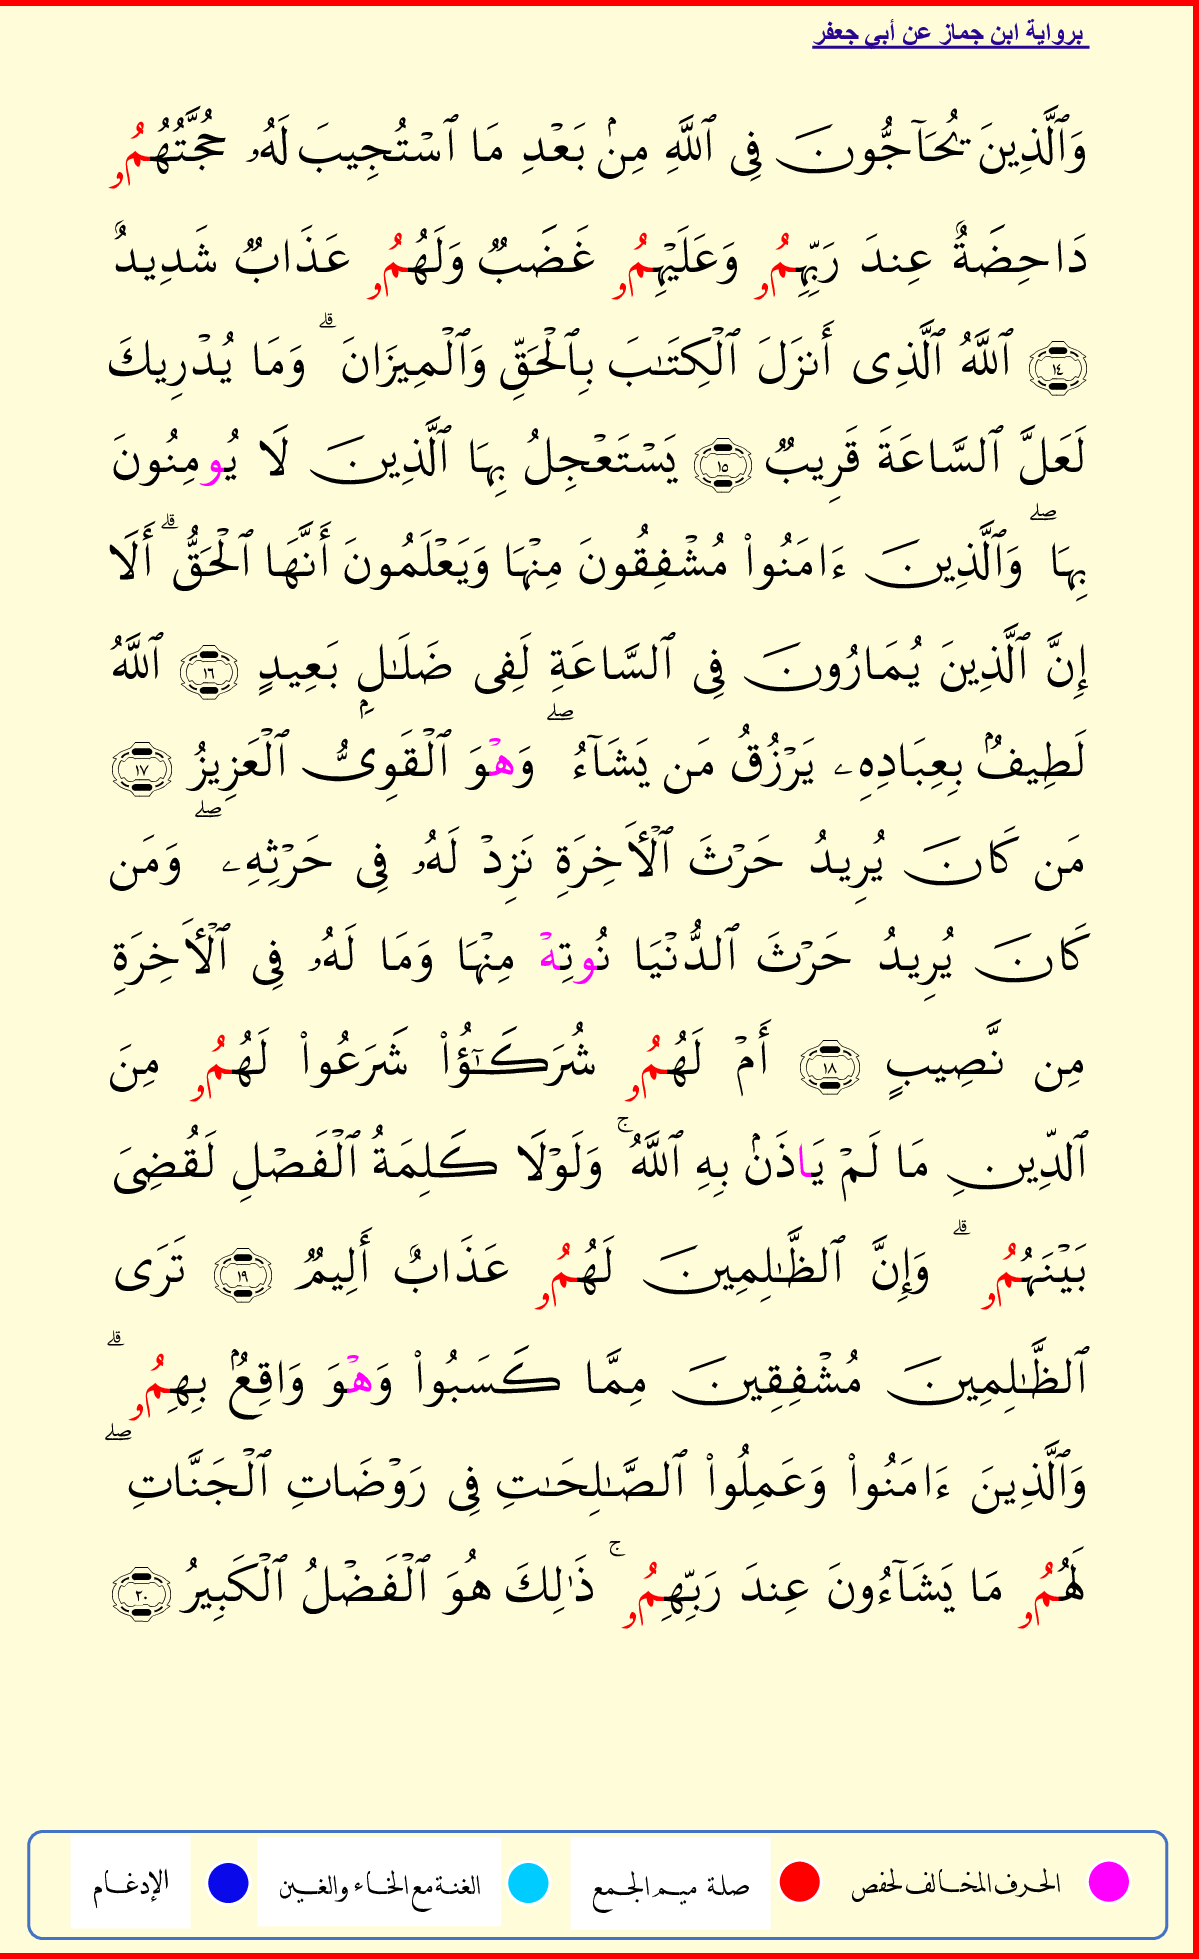 برواية ابن جماز عن أبي جعفر
وَٱلَّذِينَ يُحَآجُّونَ فِى ٱللَّهِ مِنۢ بَعْدِ مَا ٱسْتُجِيبَ لَهُۥ حُجَّتُهُمُۥ
دَاحِضَةٌ عِندَ رَبِّهِمُۥ وَعَلَيْهِمُۥ غَضَبٌ وَلَهُمُۥ عَذَابٌ شَدِيدٌ
١٤ ٱللَّهُ ٱلَّذِى أَنزَلَ ٱلْكِتَٰبَ بِٱلْحَقِّ وَٱلْمِيزَانَ ۗ وَمَا يُدْرِيكَ
لَعَلَّ ٱلسَّاعَةَ قَرِيبٌ ١٥ يَسْتَعْجِلُ بِهَا ٱلَّذِينَ لَا يُومِنُونَ
بِهَا ۖ وَٱلَّذِينَ ءَامَنُوا۟ مُشْفِقُونَ مِنْهَا وَيَعْلَمُونَ أَنَّهَا ٱلْحَقُّ ۗ أَلَا
إِنَّ ٱلَّذِينَ يُمَارُونَ فِى ٱلسَّاعَةِ لَفِى ضَلَٰلٍۭ بَعِيدٍ ١٦ ٱللَّهُ
لَطِيفٌۢ بِعِبَادِهِۦ يَرْزُقُ مَن يَشَآءُ ۖ وَهْوَ ٱلْقَوِىُّ ٱلْعَزِيزُ ١٧
مَن كَانَ يُرِيدُ حَرْثَ ٱلْأَخِرَةِ نَزِدْ لَهُۥ فِى حَرْثِهِۦ ۖ وَمَن
كَانَ يُرِيدُ حَرْثَ ٱلدُّنْيَا نُوتِهْ مِنْهَا وَمَا لَهُۥ فِى ٱلْأَخِرَةِ
مِن نَّصِيبٍ ١٨ أَمْ لَهُمُۥ شُرَكَٰٓؤُا۟ شَرَعُوا۟ لَهُمُۥ مِنَ
ٱلدِّينِ مَا لَمْ يَاذَنۢ بِهِ ٱللَّهُ ۚ وَلَوْلَا كَلِمَةُ ٱلْفَصْلِ لَقُضِىَ
بَيْنَهُمُۥ ۗ وَإِنَّ ٱلظَّٰلِمِينَ لَهُمُۥ عَذَابٌ أَلِيمٌ ١٩ تَرَى
ٱلظَّٰلِمِينَ مُشْفِقِينَ مِمَّا كَسَبُوا۟ وَهْوَ وَاقِعٌۢ بِهِمُۥ ۗ
وَٱلَّذِينَ ءَامَنُوا۟ وَعَمِلُوا۟ ٱلصَّٰلِحَٰتِ فِى رَوْضَاتِ ٱلْجَنَّاتِ ۖ
لَهُمُۥ مَا يَشَآءُونَ عِندَ رَبِّهِمُۥ ۚ ذَٰلِكَ هُوَ ٱلْفَضْلُ ٱلْكَبِيرُ ٢٠
الحرف المخالف لحفص صلة ميم الجمع الغنة مع الخاء والغين الإدغام